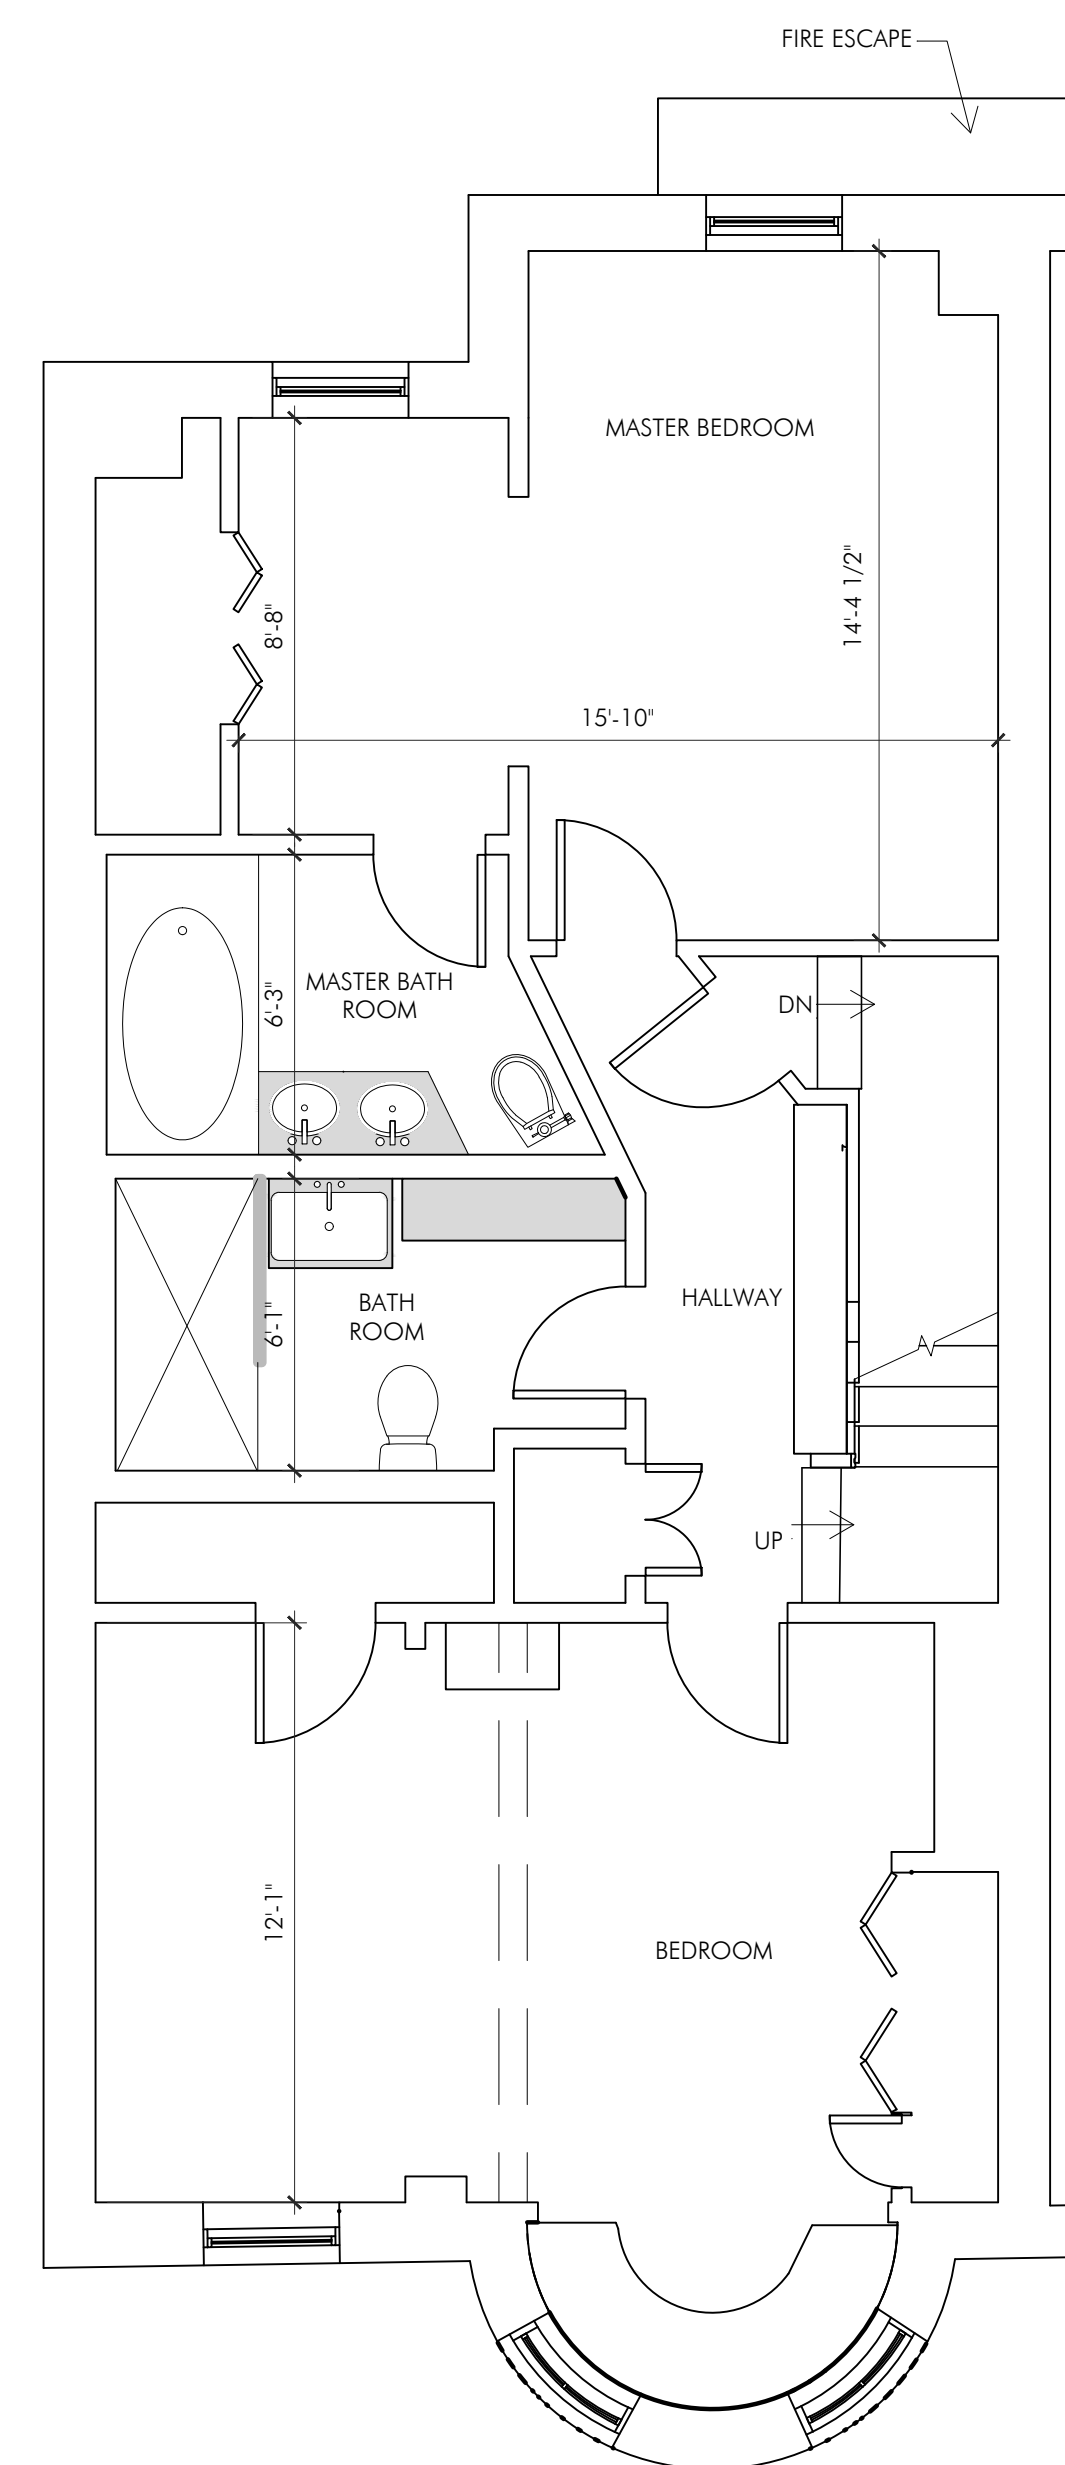 FIRE ESCAPE
MASTER BEDROOM
14'-4 1/2"
8'-8"
15'-10"
MASTER BATH
ROOM
6'-3"
DN
HALLWAY
BATH
ROOM
6'-1"
UP
12'-1"
BEDROOM